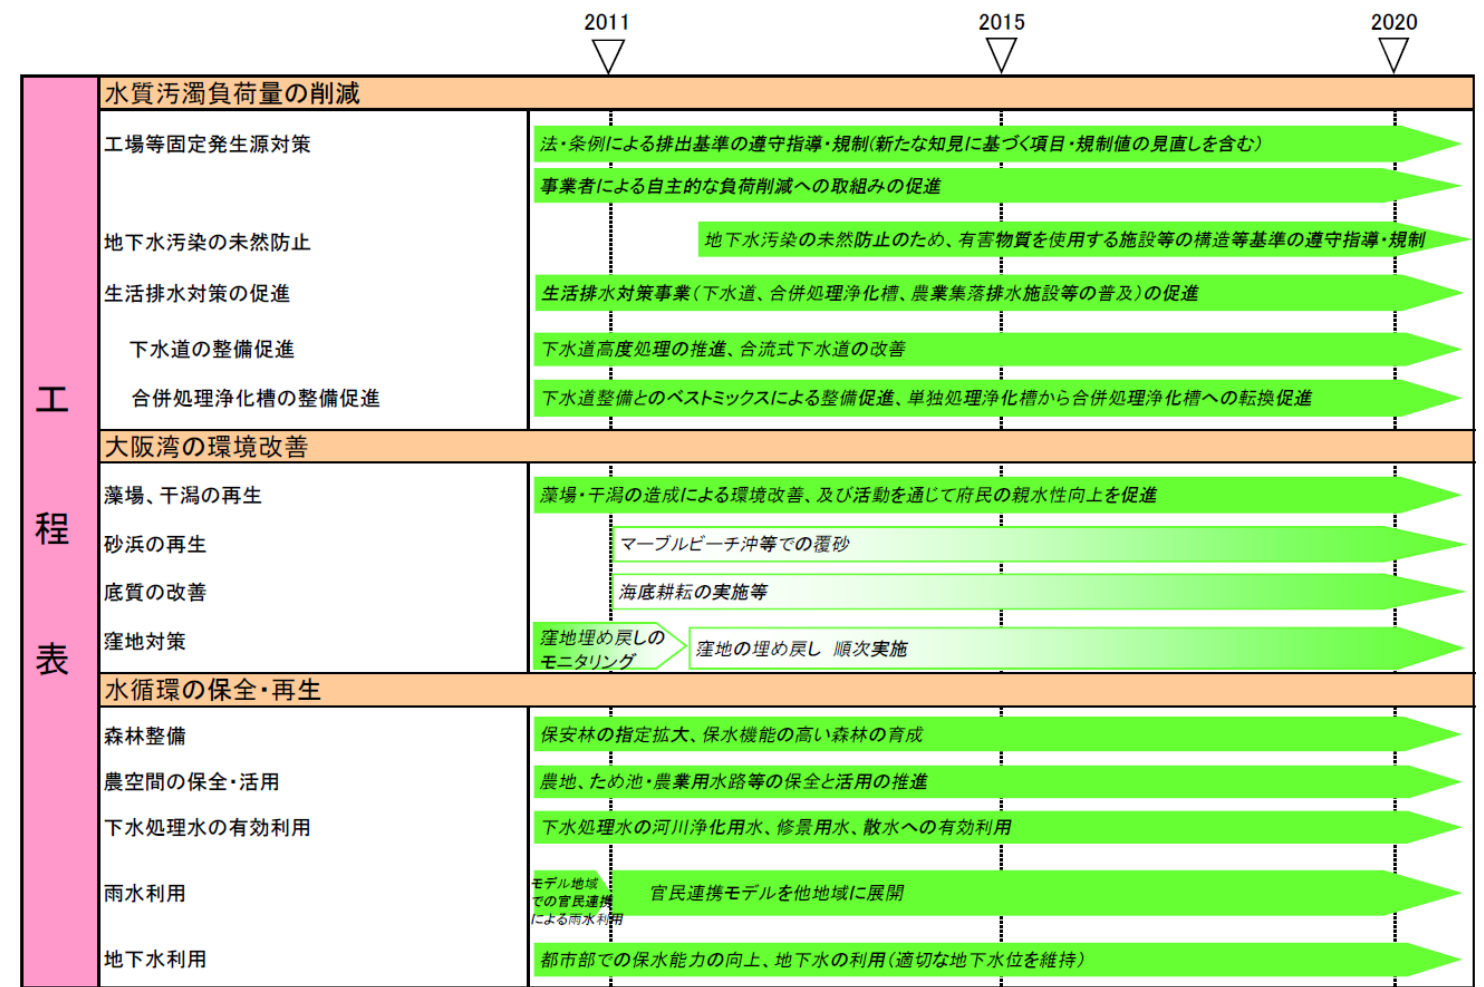 2011 2015 2020
工程表
水質汚濁負荷量の削減
工場等固定発生源対策
法・条例による排出基準の遵守指導・規制(新たな知見に基づく項目・規制値の見直しを含む)
事業者による自主的な負荷削減への取組みの促進
地下水汚染の未然防止
地下水汚染の未然防止のため、有害物質を使用する施設等の構造等基準の遵守指導・規制
生活排水対策の促進
生活排水対策事業(下水道、合併処理浄化槽、農業集落排水施設等の普及)の促進
下水道の整備促進
下水道高度処理の推進、合流式下水道の改善
合併処理浄化槽の整備促進
下水道整備とのベストミックスによる整備促進、単独処理浄化槽から合併処理浄化槽への転換促進
大阪湾の環境改善
藻場、干潟の再生
藻場・干潟の造成による環境改善、及び活動を通じて府民の親水性向上を促進
砂浜の再生
マーブルビーチ沖等での覆砂
底質の改善
海底耕耘の実施等
窪地対策
窪地埋め戻しの
モニタリング
窪地の埋め戻し 順次実施
水循環の保全・再生
森林整備
保安林の指定拡大、保水機能の高い森林の育成
農空間の保全・活用
農地、ため池・農業用水路等の保全と活用の推進
下水処理水の有効利用
下水処理水の河川浄化用水、修景用水、散水への有効利用
雨水利用
モデル地域
での官民連携
による雨水利用
官民連携モデルを他地域に展開
地下水利用
都市部での保水能力の向上、地下水の利用(適切な地下水位を維持)